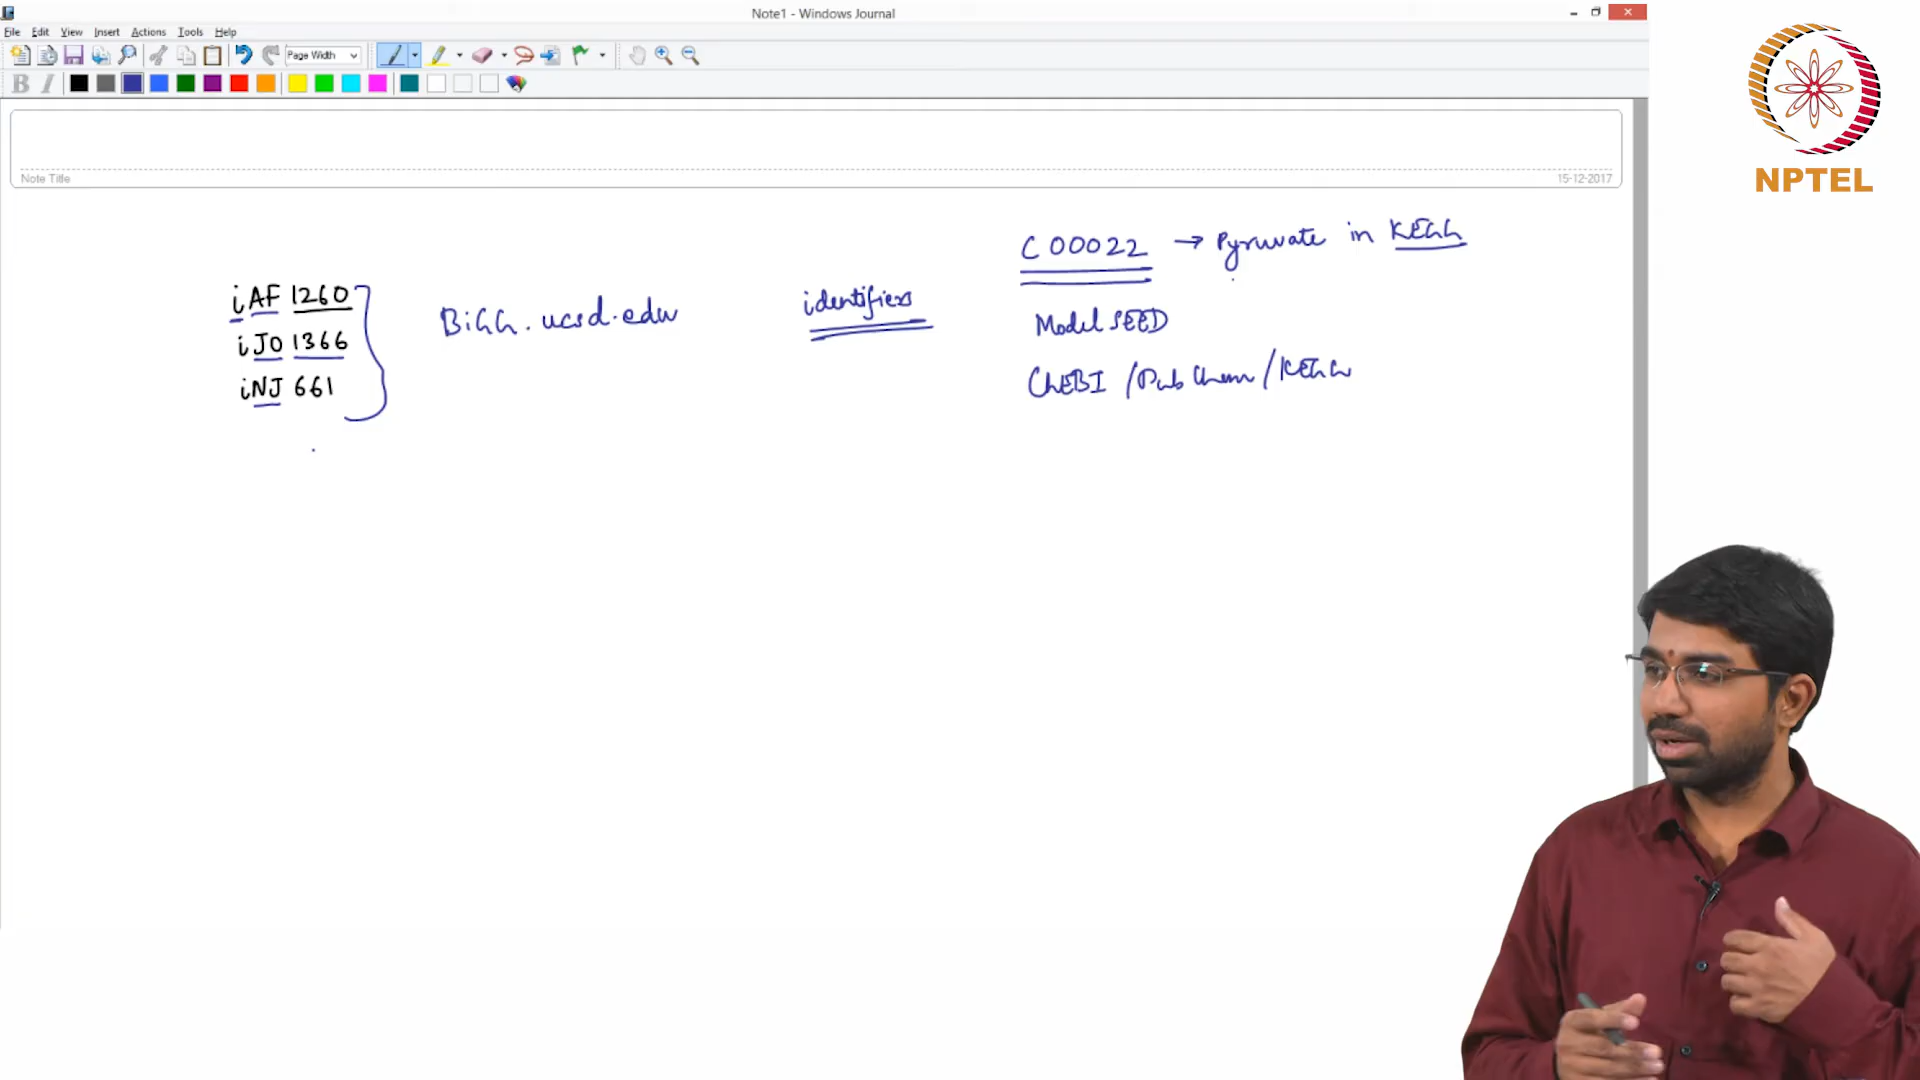 Note1 - Windows Journal
File Edit View Insert Actions Tools Help
Page Width
B I
Note Title
15-12-2017
NPTEL
iAF 1260
iJO 1366
iNJ 661
BiGG.ucsd.edu
identifiers
C00022 → Pyruvate in KEGG
Model SEED
ChEBI / PubChem / KEGG